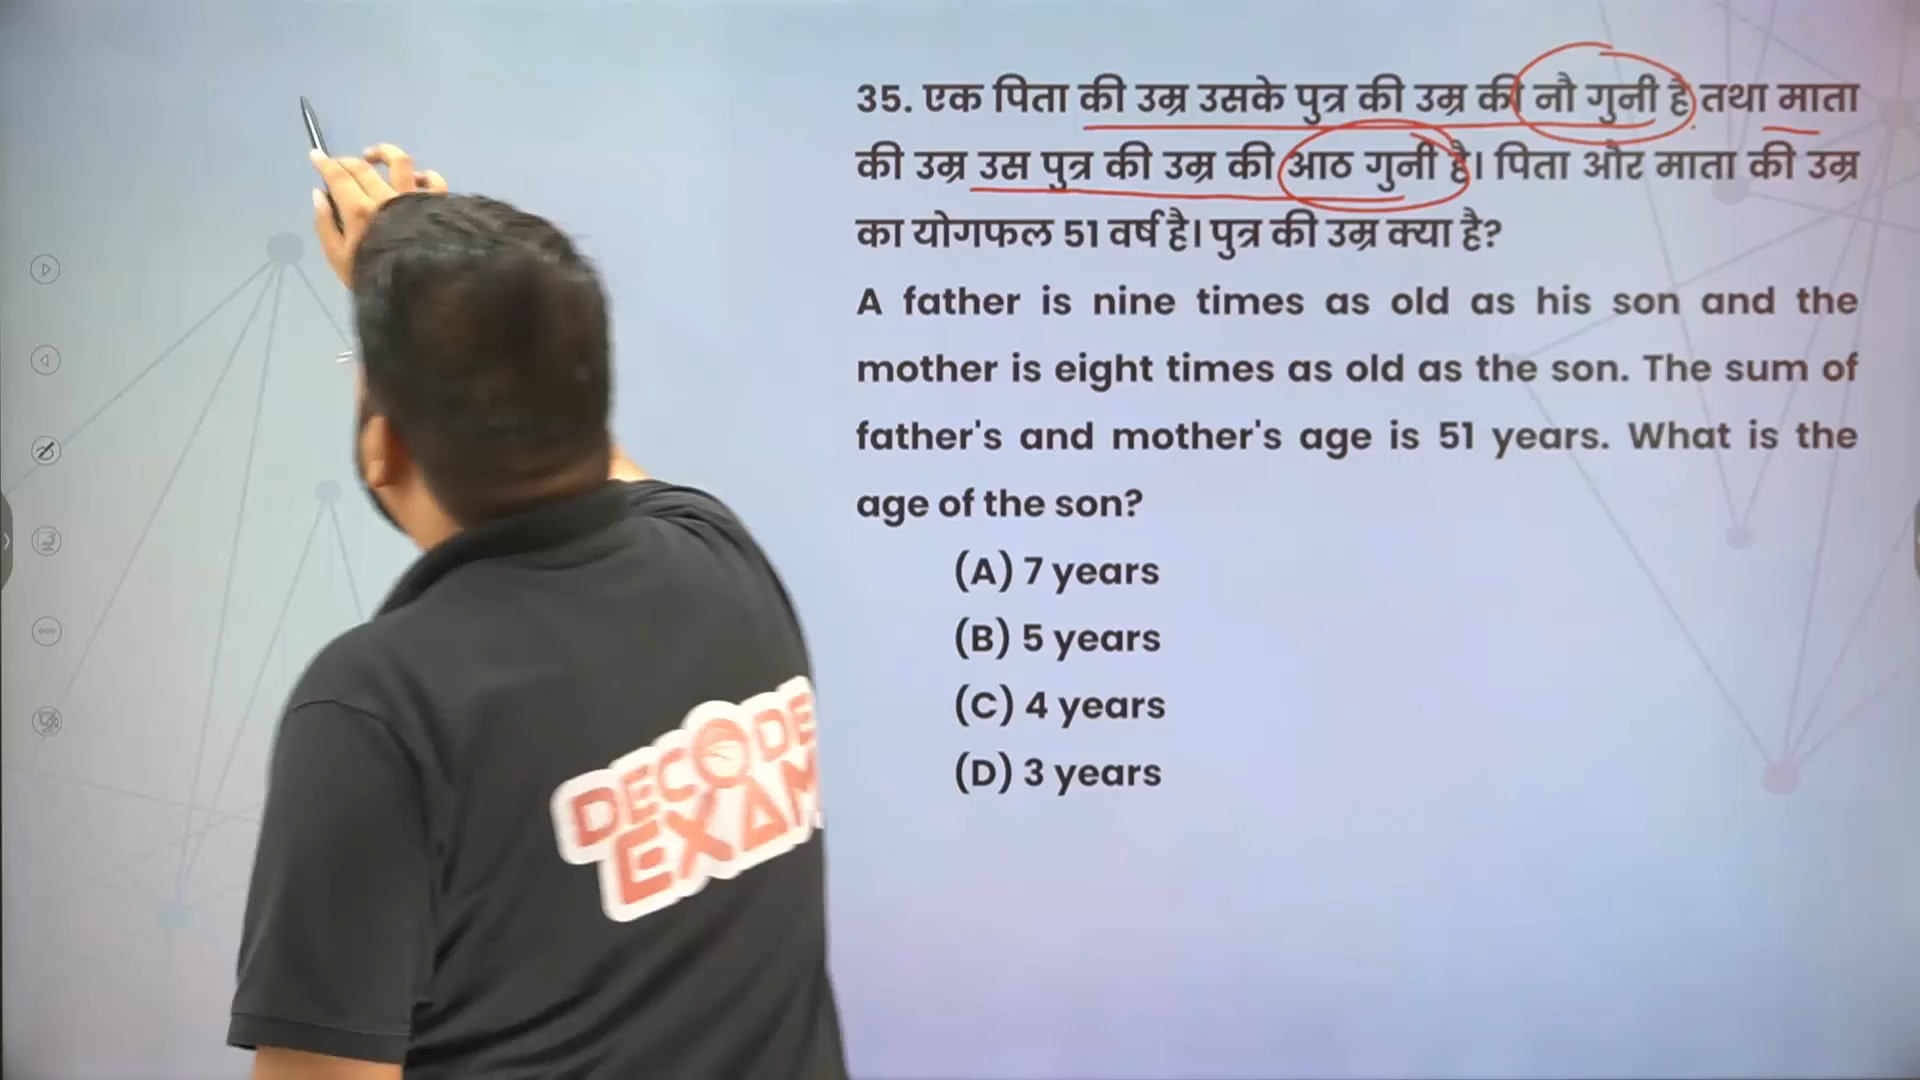 35. एक पिता की उम्र उसके पुत्र की उम्र की नौ गुनी है तथा माता
की उम्र उस पुत्र की उम्र की आठ गुनी है। पिता और माता की उम्र
का योगफल 51 वर्ष है। पुत्र की उम्र क्या है?
A father is nine times as old as his son and the
mother is eight times as old as the son. The sum of
father's and mother's age is 51 years. What is the
age of the son?
(A) 7 years
(B) 5 years
(C) 4 years
(D) 3 years
DECODE
EXAM